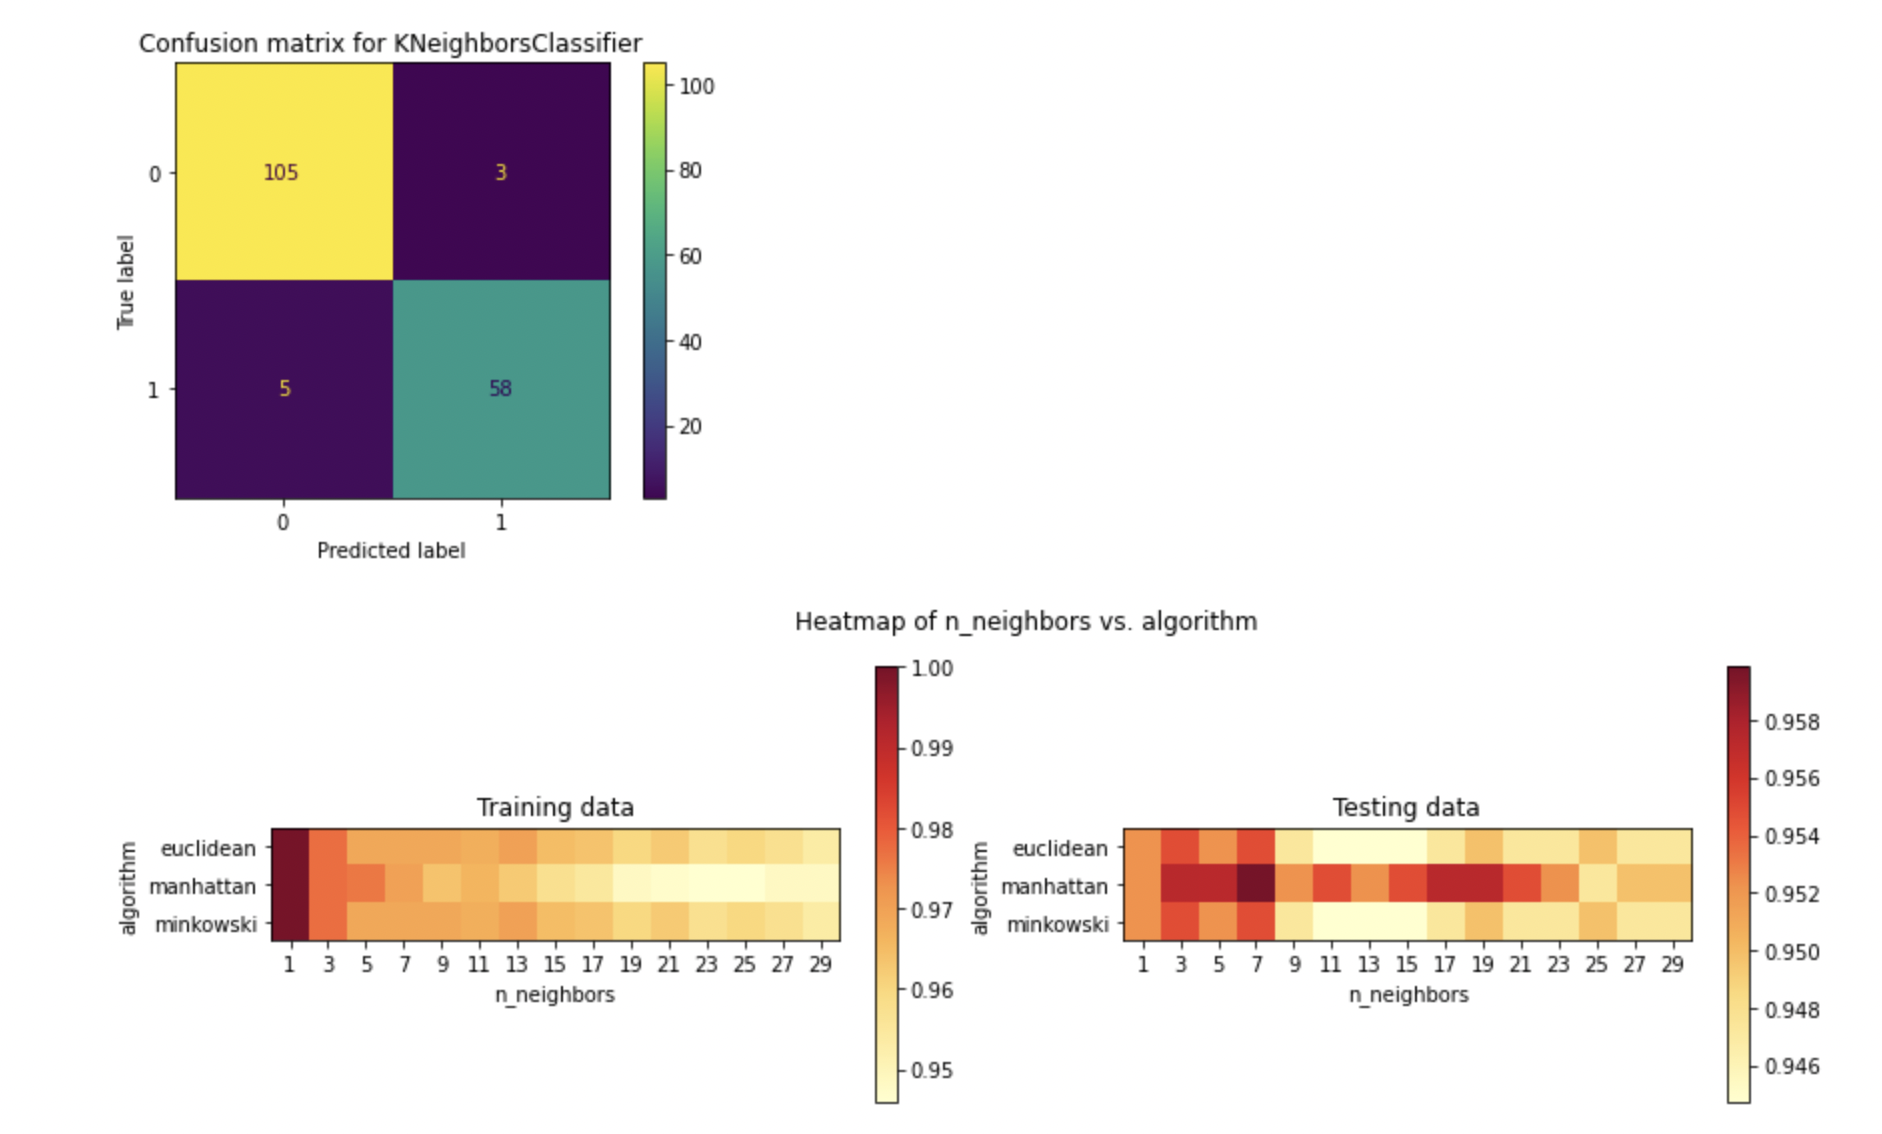 Confusion matrix for KNeighborsClassifier
100
80
60
40
20
0
105
3
1
5
58
True label
0
1
Predicted label
Heatmap of n_neighbors vs. algorithm
Training data
algorithm
euclidean
manhattan
minkowski
1 3 5 7 9 11 13 15 17 19 21 23 25 27 29
n_neighbors
1.00
0.99
0.98
0.97
0.96
0.95
Testing data
algorithm
euclidean
manhattan
minkowski
1 3 5 7 9 11 13 15 17 19 21 23 25 27 29
n_neighbors
0.958
0.956
0.954
0.952
0.950
0.948
0.946